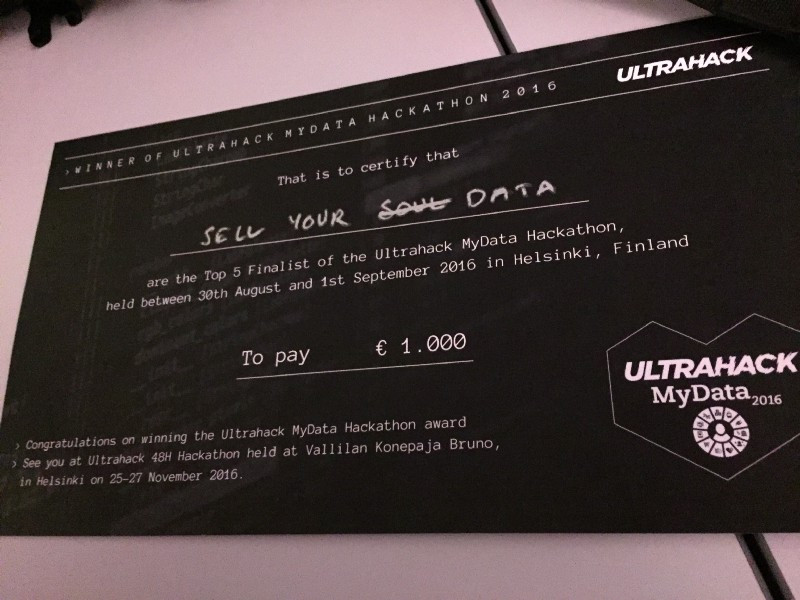 ULTRAHACK
›WINNER OF ULTRAHACK MYDATA HACKATHON 2016
That is to certify that
SELL YOUR SOUL DATA
are the Top 5 Finalist of the Ultrahack MyData Hackathon,
held between 30th August and 1st September 2016 in Helsinki, Finland
To pay € 1.000
ULTRAHACK
MyData 2016
› Congratulations on winning the Ultrahack MyData Hackathon award
› See you at Ultrahack 48H Hackathon held at Vallilan Konepaja Bruno,
in Helsinki on 25-27 November 2016.